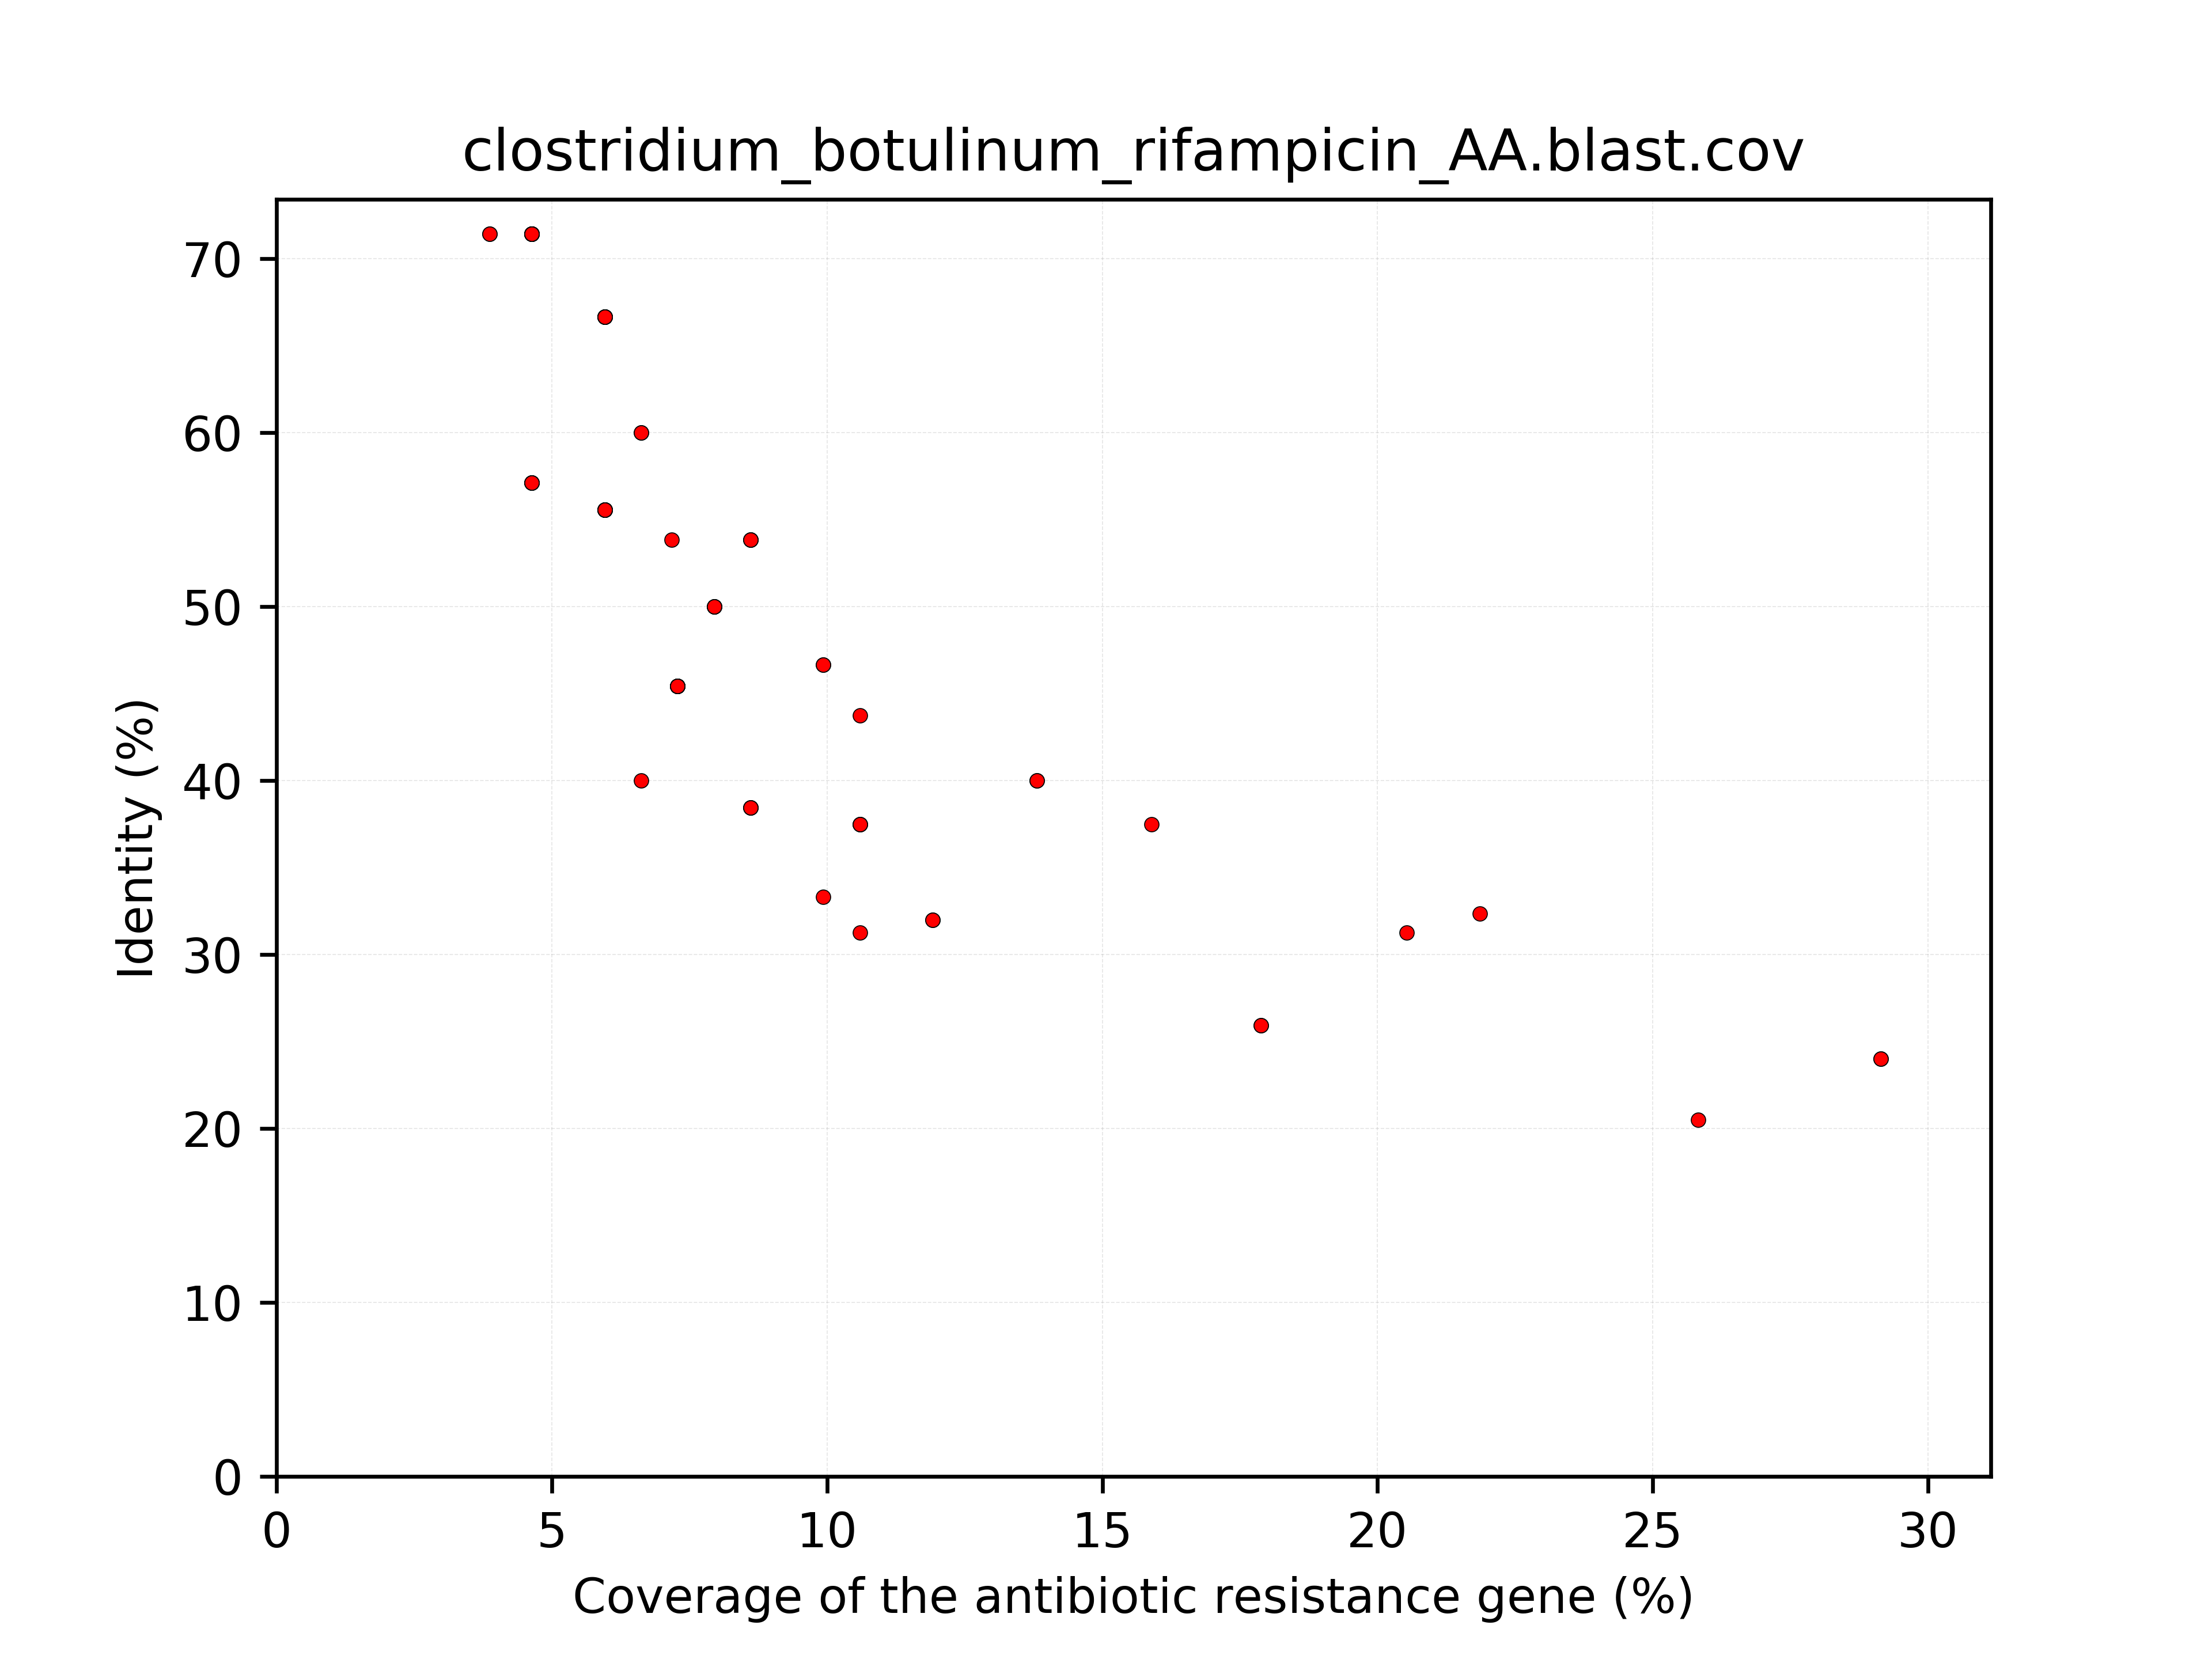 clostridium_botulinum_rifampicin_AA.blast.cov
70
60
50
40
30
20
10
0
Identity (%)
0 5 10 15 20 25 30
Coverage of the antibiotic resistance gene (%)